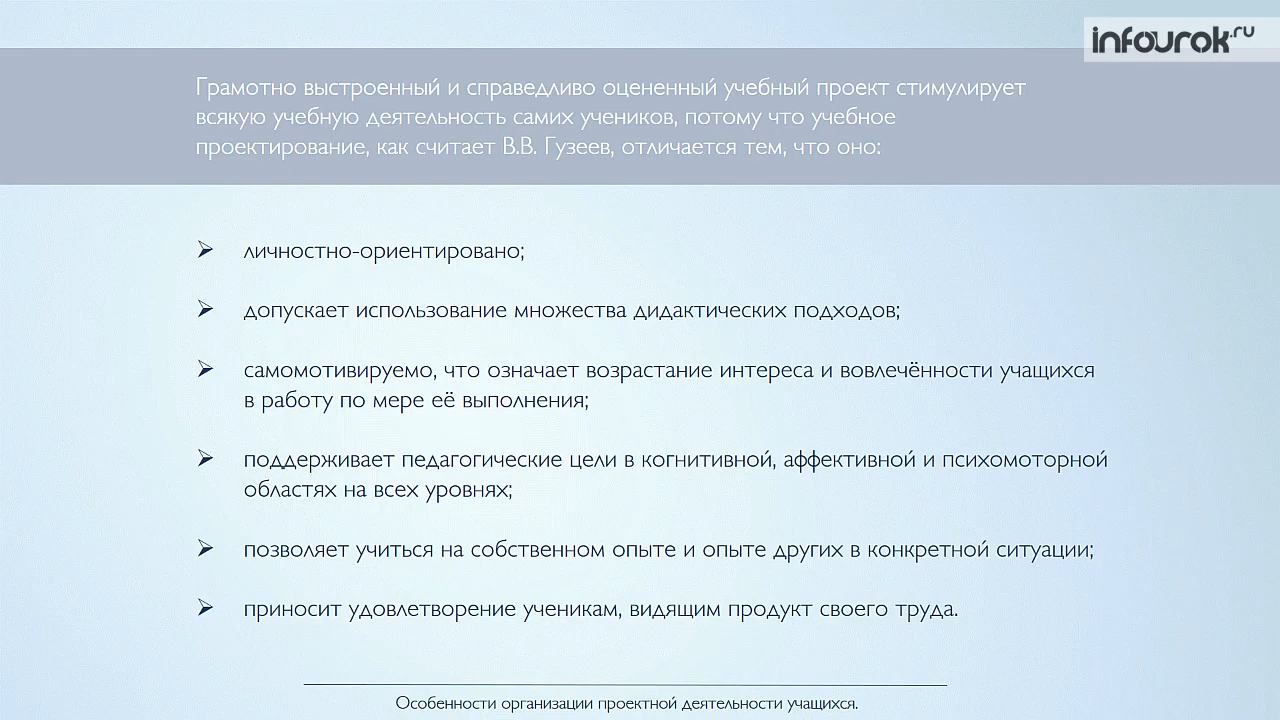 infourok.ru
Грамотно выстроенный и справедливо оцененный учебный проект стимулирует
всякую учебную деятельность самих учеников, потому что учебное
проектирование, как считает В.В. Гузеев, отличается тем, что оно:
➢ личностно-ориентировано;
➢ допускает использование множества дидактических подходов;
➢ самомотивируемо, что означает возрастание интереса и вовлечённости учащихся
в работу по мере её выполнения;
➢ поддерживает педагогические цели в когнитивной, аффективной и психомоторной
областях на всех уровнях;
➢ позволяет учиться на собственном опыте и опыте других в конкретной ситуации;
➢ приносит удовлетворение ученикам, видящим продукт своего труда.
Особенности организации проектной деятельности учащихся.